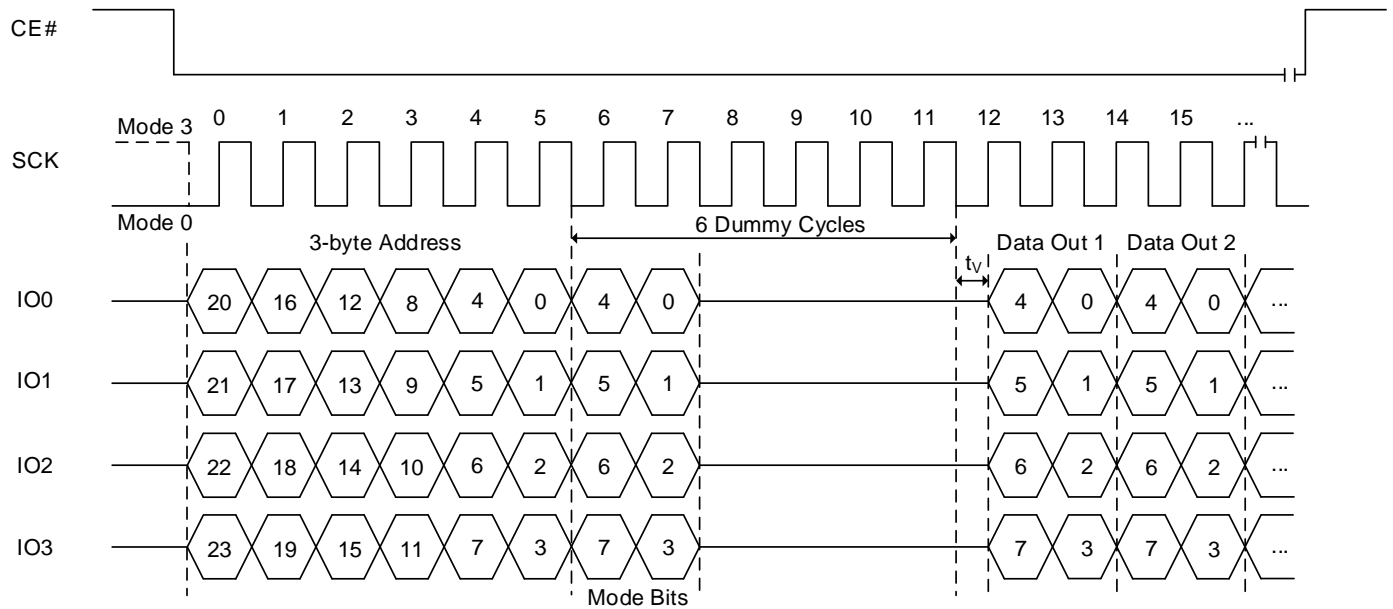 CE#
Mode 3 0 1 2 3 4 5 6 7 8 9 10 11 12 13 14 15 ...
SCK
Mode 0
6 Dummy Cycles
3-byte Address Data Out 1 Data Out 2
tV
IO0 20 16 12 8 4 0 4 0 4 0 4 0 ...
IO1 21 17 13 9 5 1 5 1 5 1 5 1 ...
IO2 22 18 14 10 6 2 6 2 6 2 6 2 ...
IO3 23 19 15 11 7 3 7 3 7 3 7 3 ...
Mode Bits